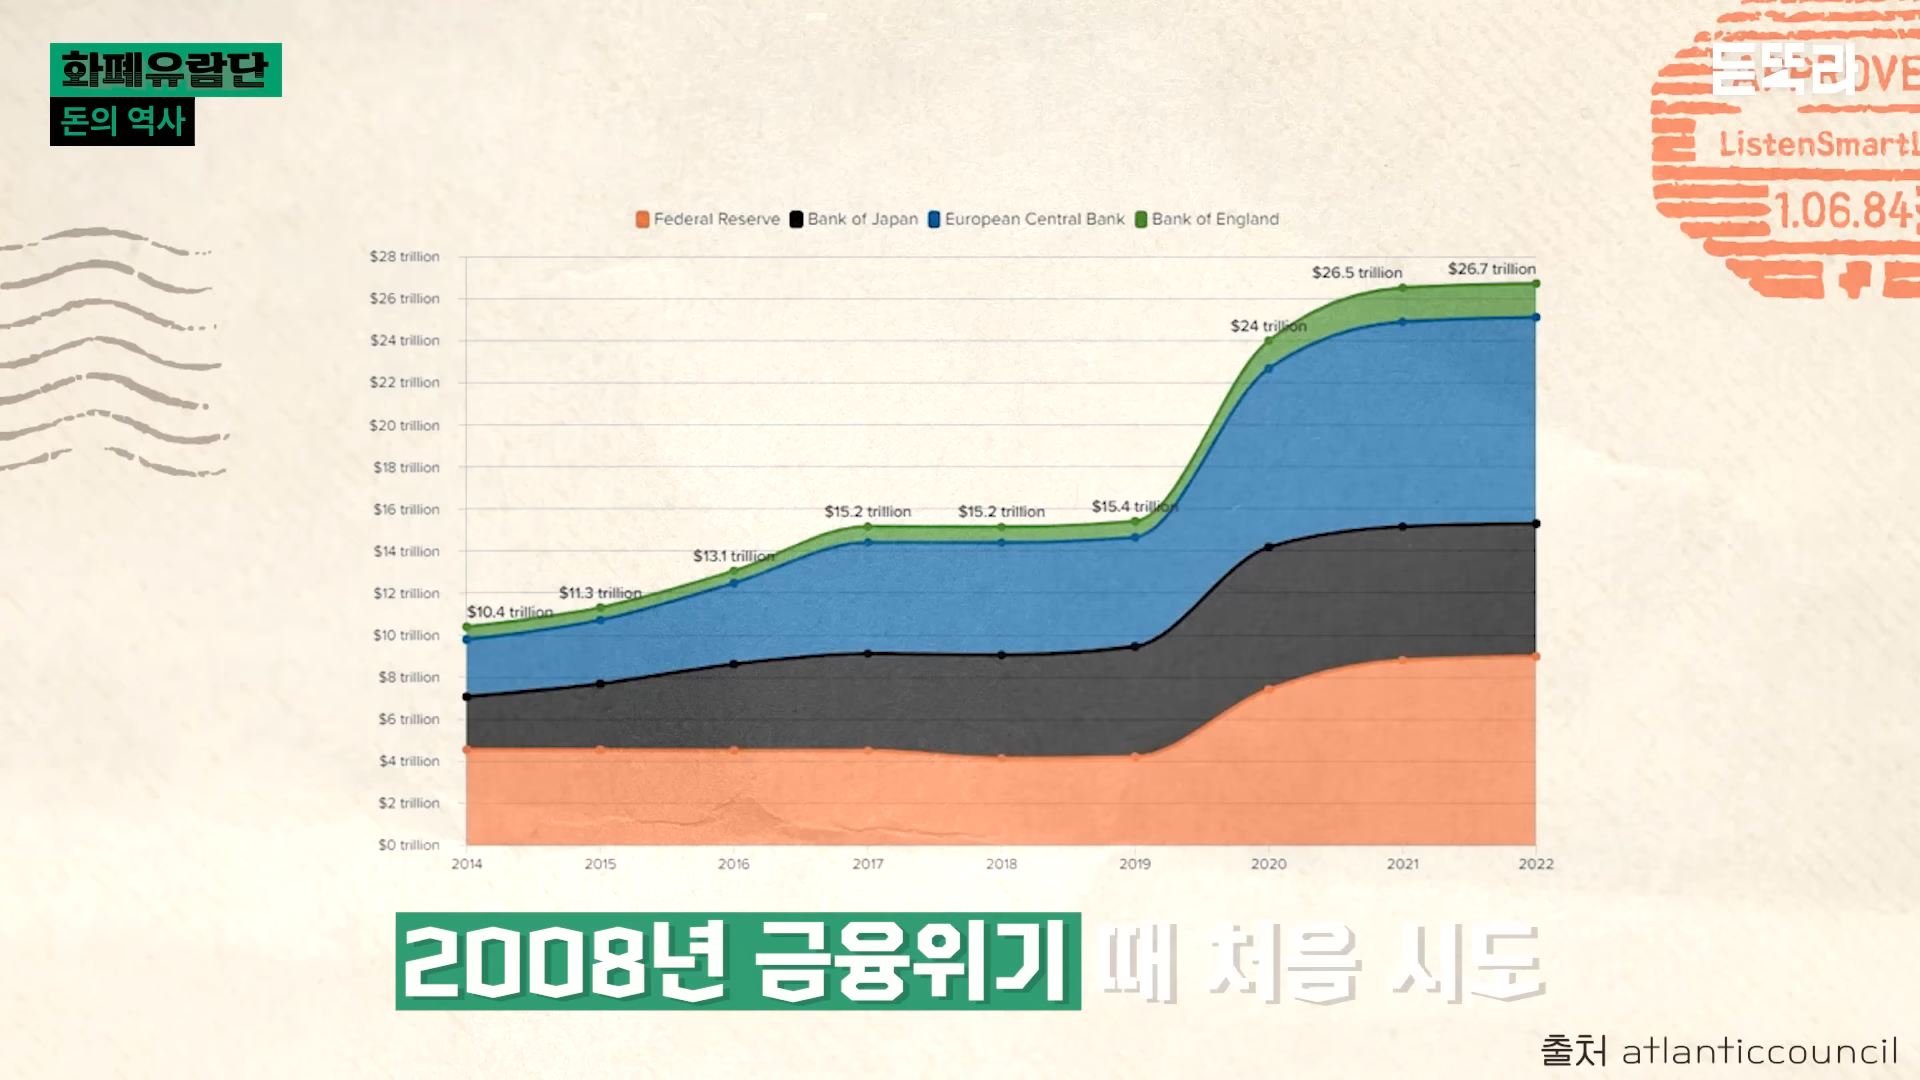 화폐유람단
돈의 역사
돈또라
ListenSmart
1.06.84
Federal Reserve Bank of Japan European Central Bank Bank of England
$28 trillion
$26 trillion
$24 trillion
$22 trillion
$20 trillion
$18 trillion
$16 trillion
$14 trillion
$12 trillion
$10 trillion
$8 trillion
$6 trillion
$4 trillion
$2 trillion
$0 trillion
$10.4 trillion
$11.3 trillion
$13.1 trillion
$15.2 trillion
$15.2 trillion
$15.4 trillion
$24 trillion
$26.5 trillion
$26.7 trillion
2014 2015 2016 2017 2018 2019 2020 2021 2022
2008년 금융위기 때 처음 시도
출처 atlanticcouncil